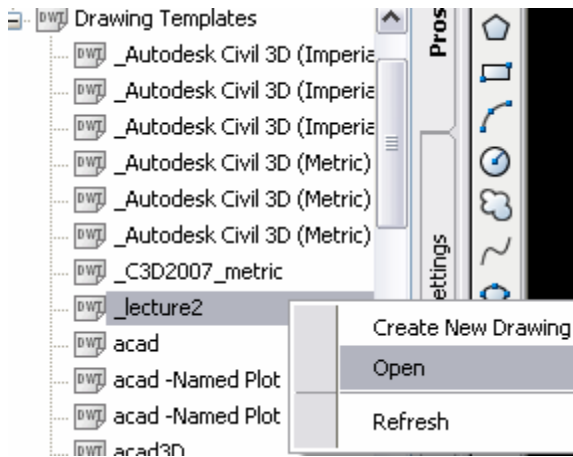 Drawing Templates
_Autodesk Civil 3D (Imperia
_Autodesk Civil 3D (Imperia
_Autodesk Civil 3D (Imperia
_Autodesk Civil 3D (Metric)
_Autodesk Civil 3D (Metric)
_Autodesk Civil 3D (Metric)
_C3D2007_metric
_lecture2
acad
acad -Named Plot
acad -Named Plot
acad3D
Pros
ettings
Create New Drawing
Open
Refresh